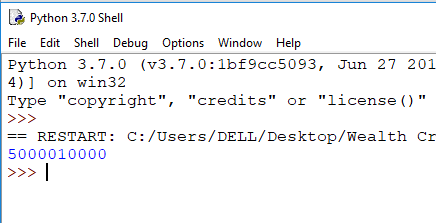 Python 3.7.0 Shell
File Edit Shell Debug Options Window Help
Python 3.7.0 (v3.7.0:1bf9cc5093, Jun 27 201
4)] on win32
Type "copyright", "credits" or "license()"
>>>
== RESTART: C:/Users/DELL/Desktop/Wealth Cr
5000010000
>>>